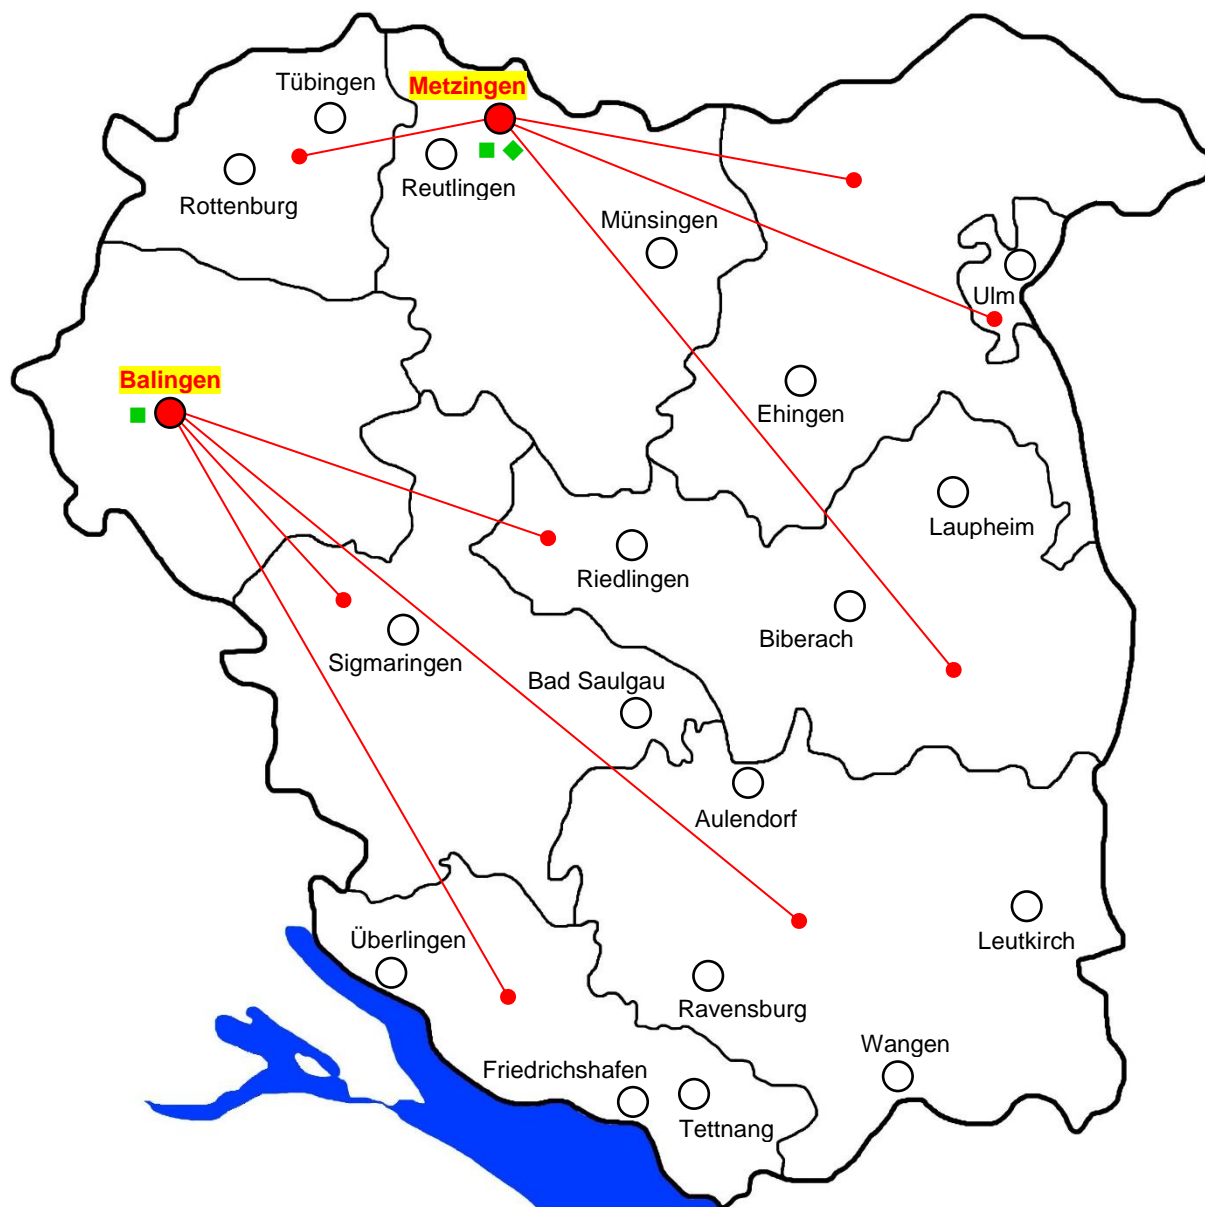 Tübingen
Metzingen
Rottenburg
Reutlingen
Münsingen
Ulm
Balingen
Ehingen
Laupheim
Riedlingen
Biberach
Sigmaringen
Bad Saulgau
Aulendorf
Überlingen
Leutkirch
Ravensburg
Wangen
Friedrichshafen
Tettnang